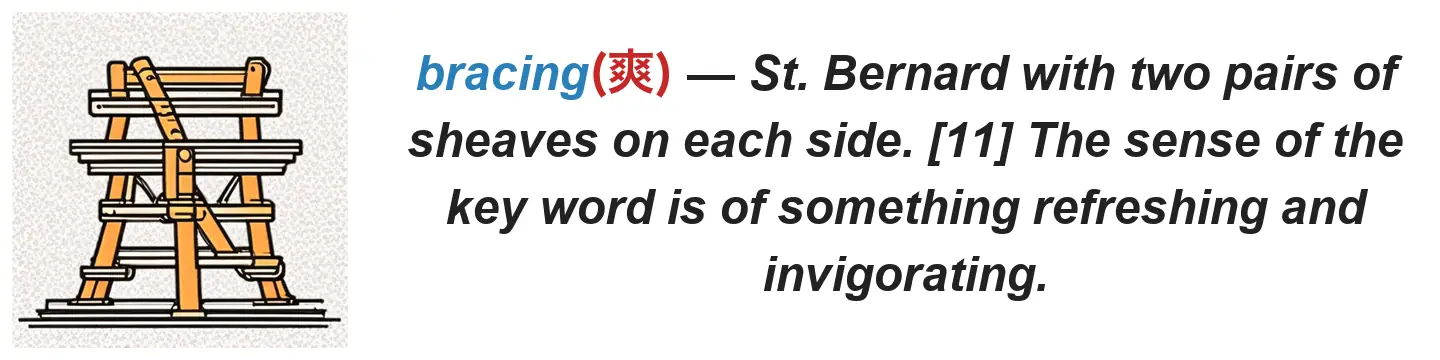 bracing(爽) — St. Bernard with two pairs of
sheaves on each side. [11] The sense of the
key word is of something refreshing and
invigorating.